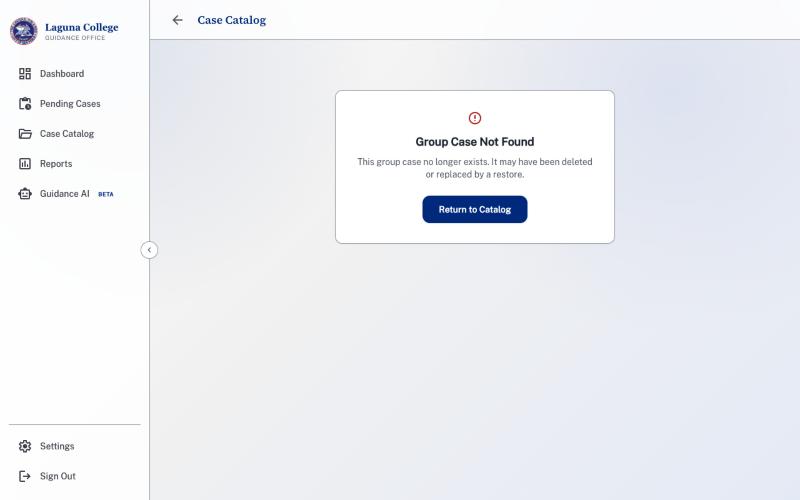 Laguna College
GUIDANCE OFFICE
Dashboard
Pending Cases
Case Catalog
Reports
Guidance AI BETA
Settings
Sign Out
Case Catalog
Group Case Not Found
This group case no longer exists. It may have been deleted
or replaced by a restore.
Return to Catalog